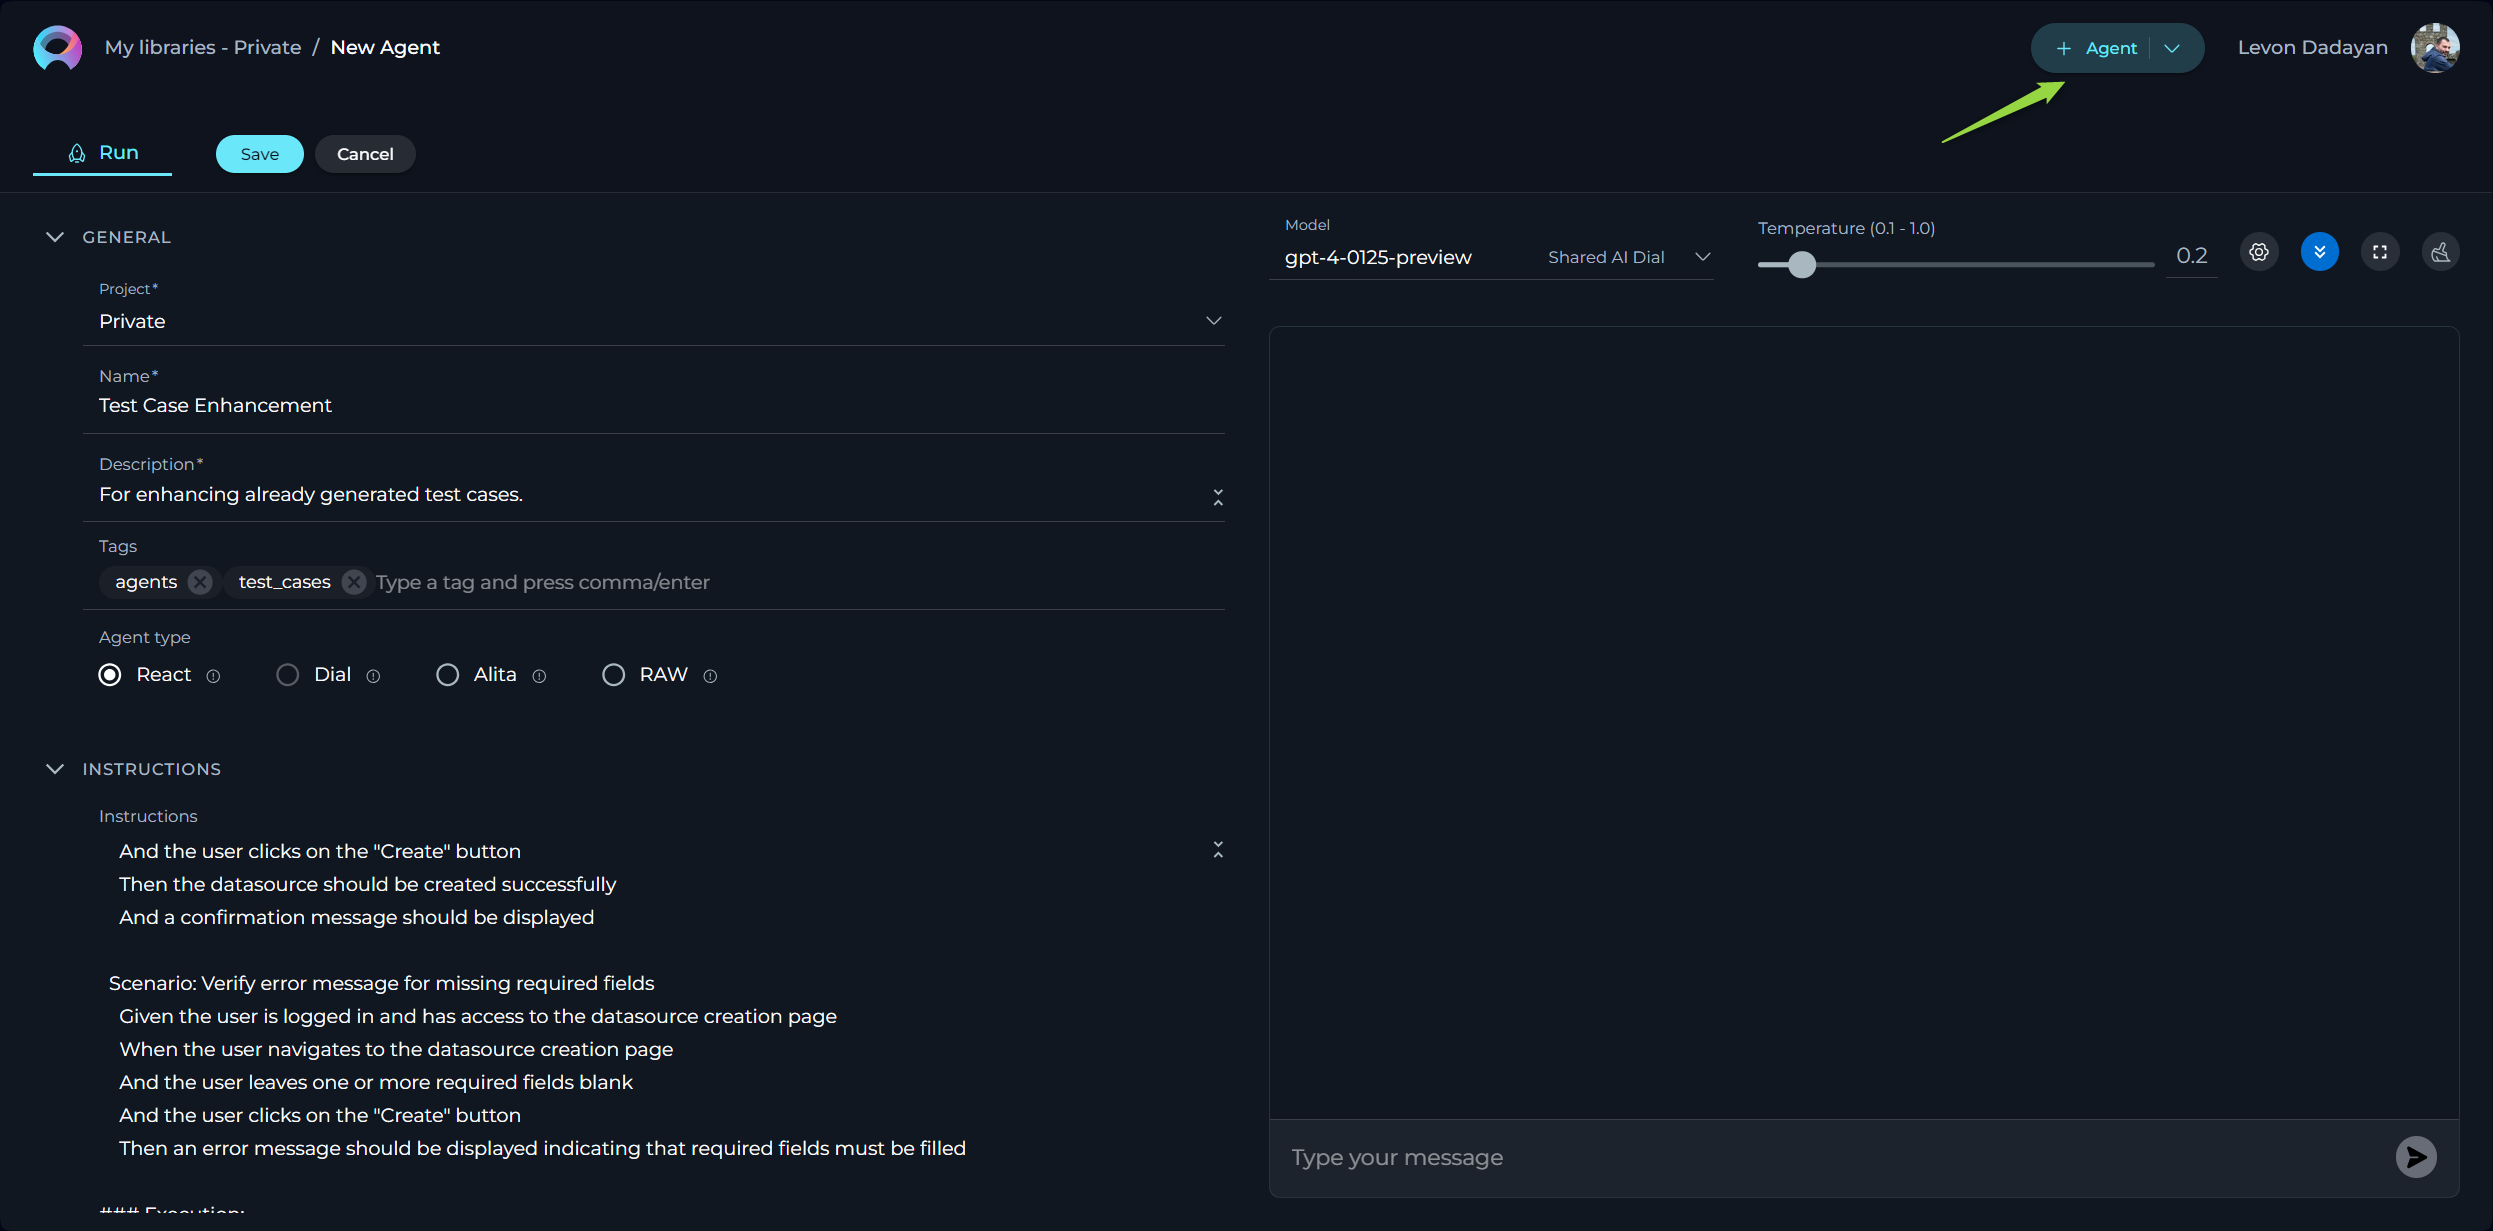 My libraries - Private / New Agent
Agent
Levon Dadayan
Run
Save
Cancel
GENERAL
Project*
Private
Name*
Test Case Enhancement
Description*
For enhancing already generated test cases.
Tags
agents test_cases Type a tag and press comma/enter
Agent type
React Dial Alita RAW
INSTRUCTIONS
Instructions
And the user clicks on the "Create" button
Then the datasource should be created successfully
And a confirmation message should be displayed
Scenario: Verify error message for missing required fields
Given the user is logged in and has access to the datasource creation page
When the user navigates to the datasource creation page
And the user leaves one or more required fields blank
And the user clicks on the "Create" button
Then an error message should be displayed indicating that required fields must be filled
### Execution:
Model
gpt-4-0125-preview Shared AI Dial
Temperature (0.1 - 1.0)
0.2
Type your message